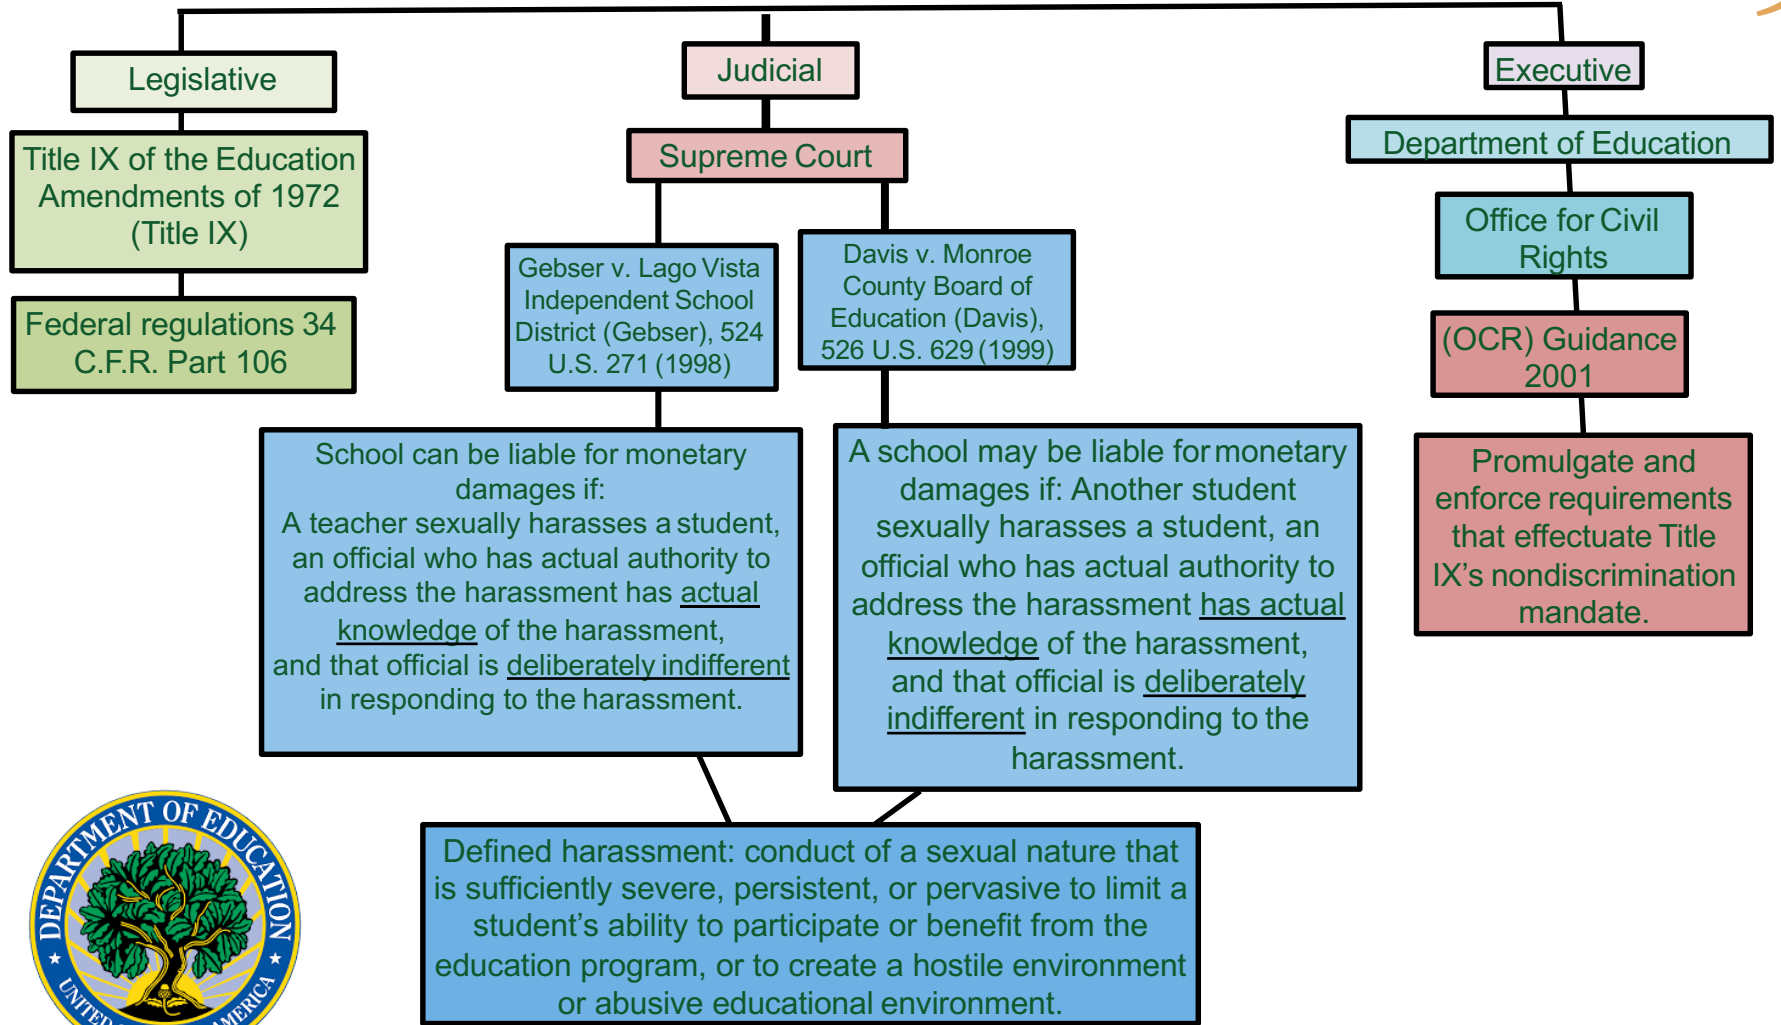 Legislative
Title IX of the Education
Amendments of 1972
(Title IX)
Federal regulations 34
C.F.R. Part 106
Judicial
Supreme Court
Gebser v. Lago Vista
Independent School
District (Gebser), 524
U.S. 271 (1998)
School can be liable for monetary
damages if:
A teacher sexually harasses a student,
an official who has actual authority to
address the harassment has actual
knowledge of the harassment,
and that official is deliberately indifferent
in responding to the harassment.
Davis v. Monroe
County Board of
Education (Davis),
526 U.S. 629 (1999)
A school may be liable for monetary
damages if: Another student
sexually harasses a student, an
official who has actual authority to
address the harassment has actual
knowledge of the harassment,
and that official is deliberately
indifferent in responding to the
harassment.
Defined harassment: conduct of a sexual nature that
is sufficiently severe, persistent, or pervasive to limit a
student’s ability to participate or benefit from the
education program, or to create a hostile environment
or abusive educational environment.
Executive
Department of Education
Office for Civil
Rights
(OCR) Guidance
2001
Promulgate and
enforce requirements
that effectuate Title
IX’s nondiscrimination
mandate.
DEPARTMENT OF EDUCATION